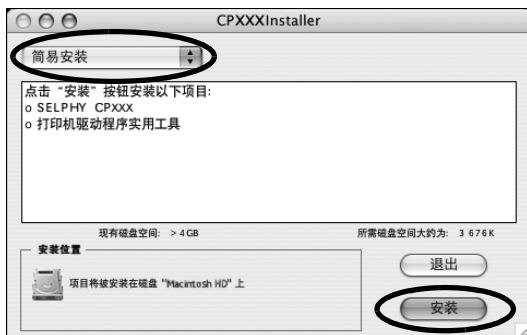 CPXXXInstaller
简易安装
点击 “安装” 按钮安装以下项目:
o SELPHY CPXXX
o 打印机驱动程序实用工具
现有磁盘空间: > 4 GB 所需磁盘空间大约为: 3 676K
安装位置
项目将被安装在磁盘 "Macintosh HD" 上
退出
安装